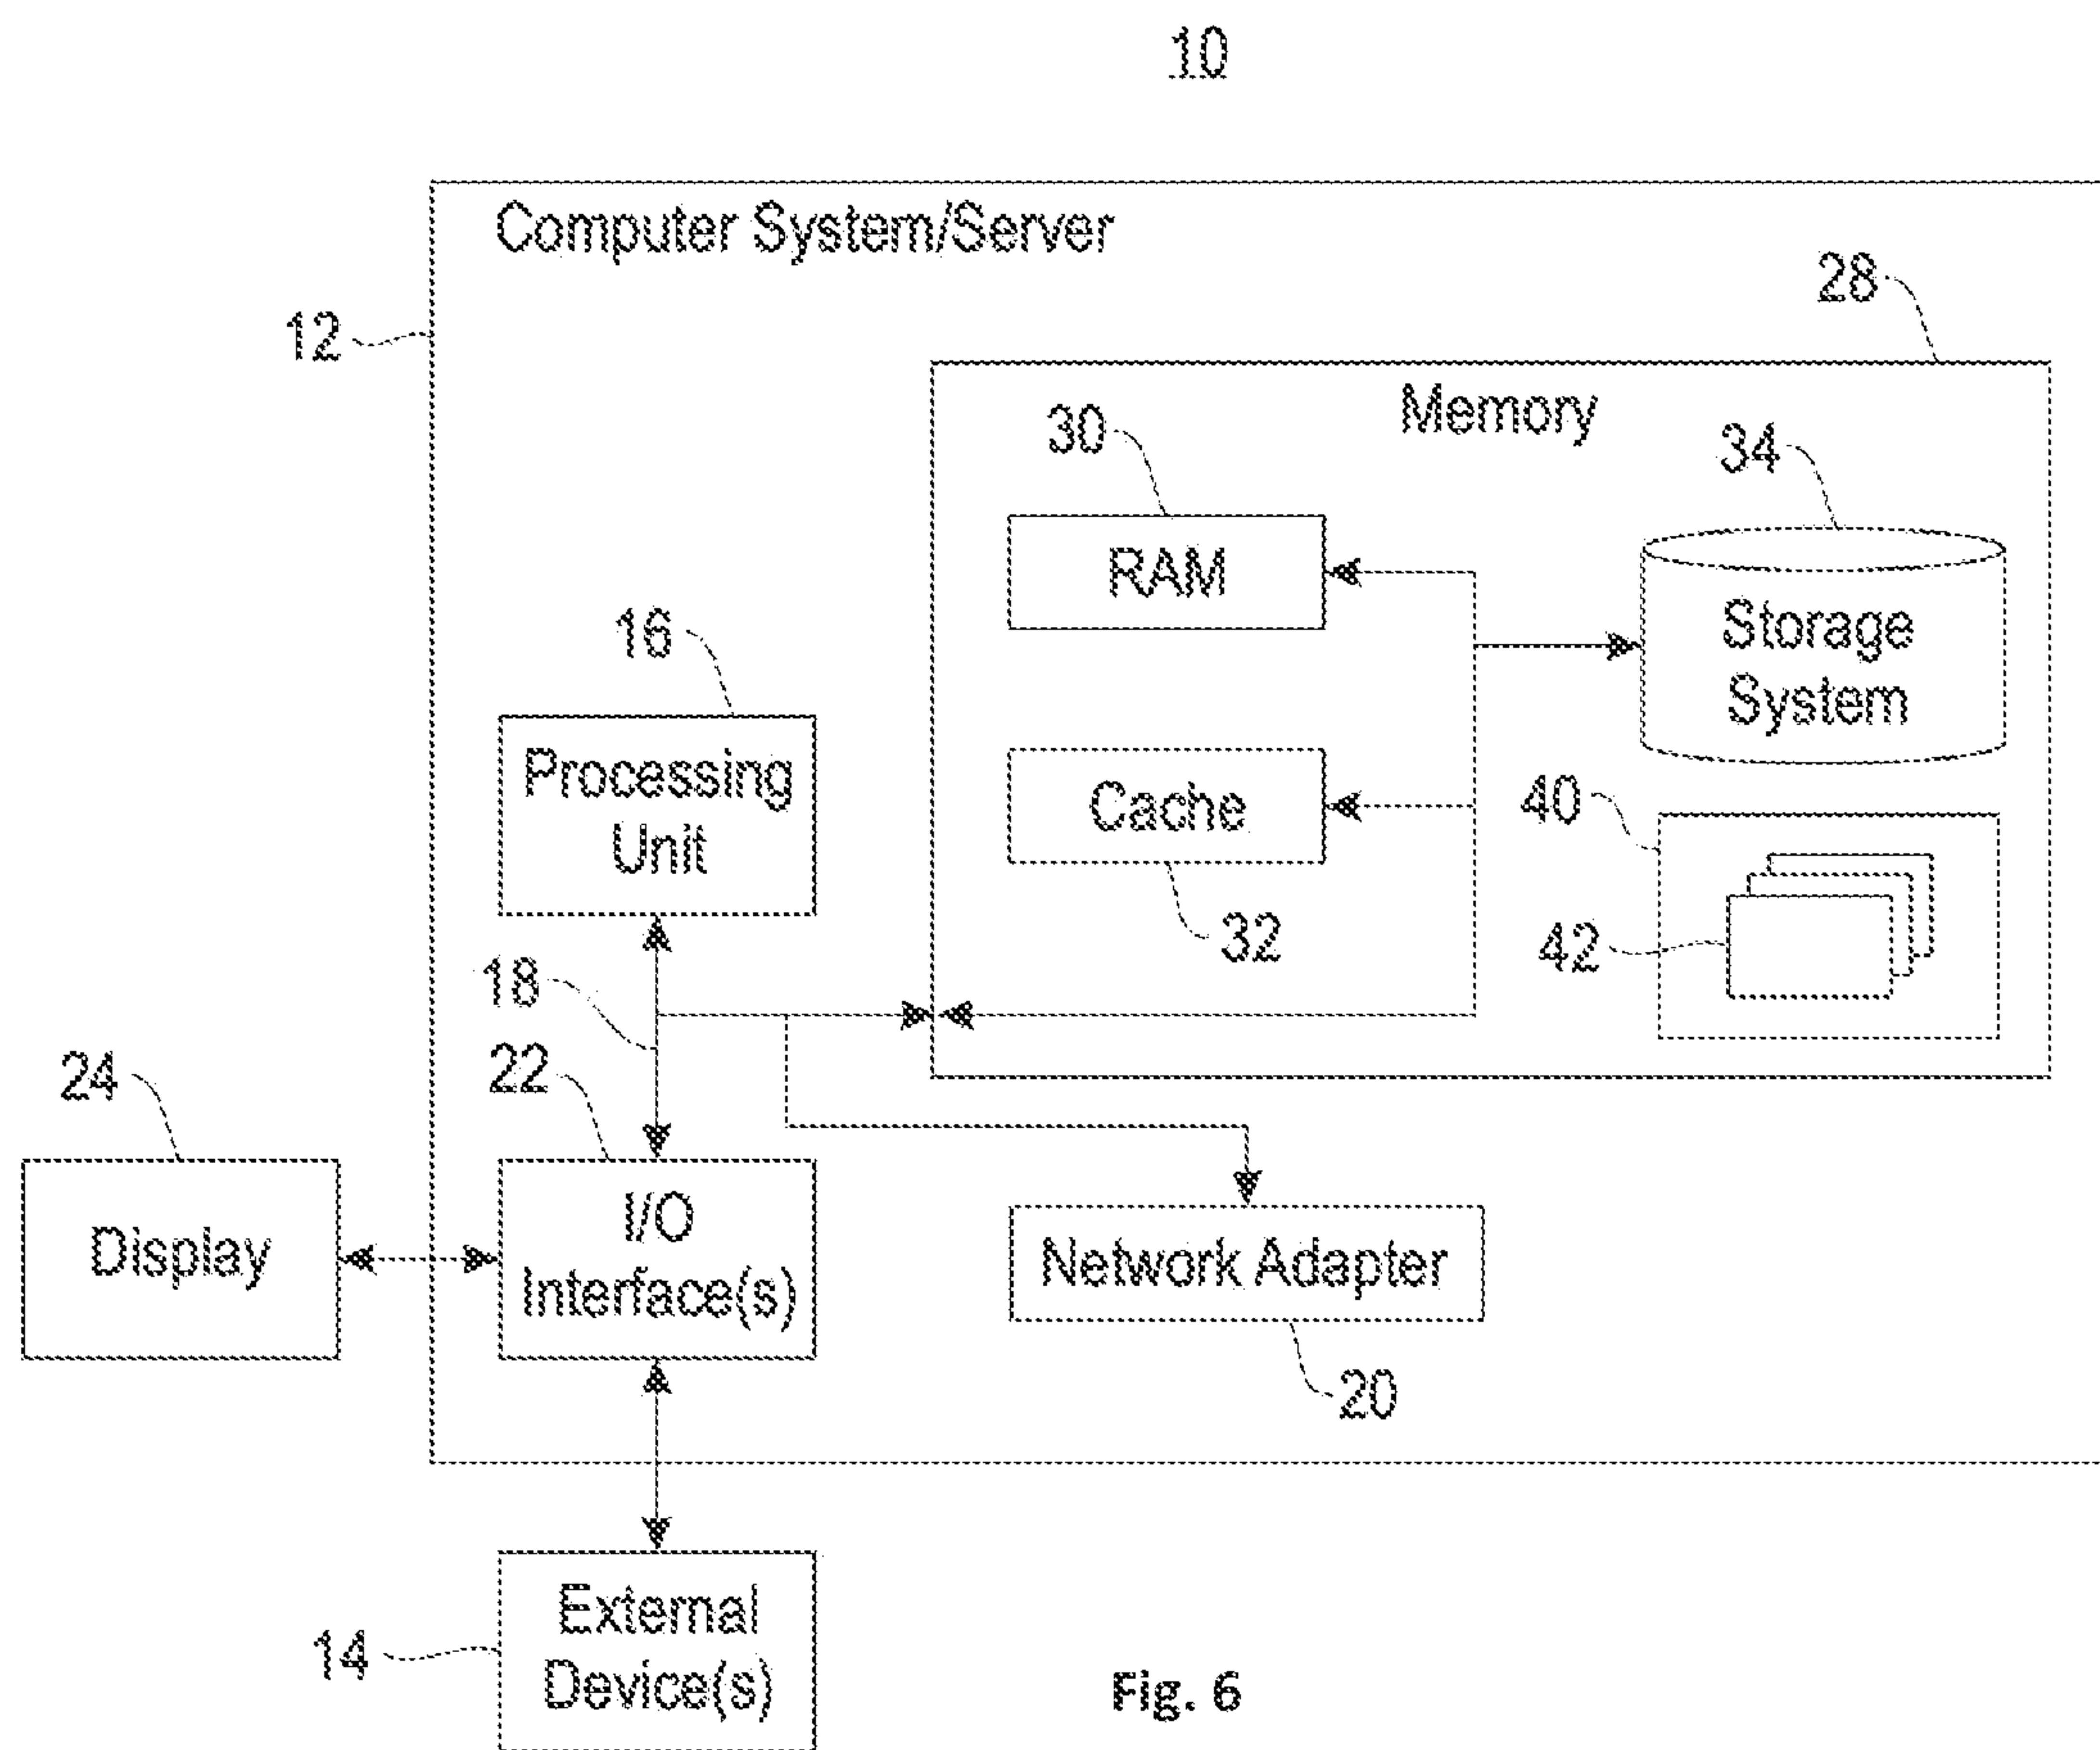 10
Computer System/Server
28
12
Memory
30
34
RAM
Storage
System
16
Processing
Unit
Cache
40
32
42
18
22
24
I/O
Interface(s)
Display
Network Adapter
20
External
Device(s)
14
Fig. 6